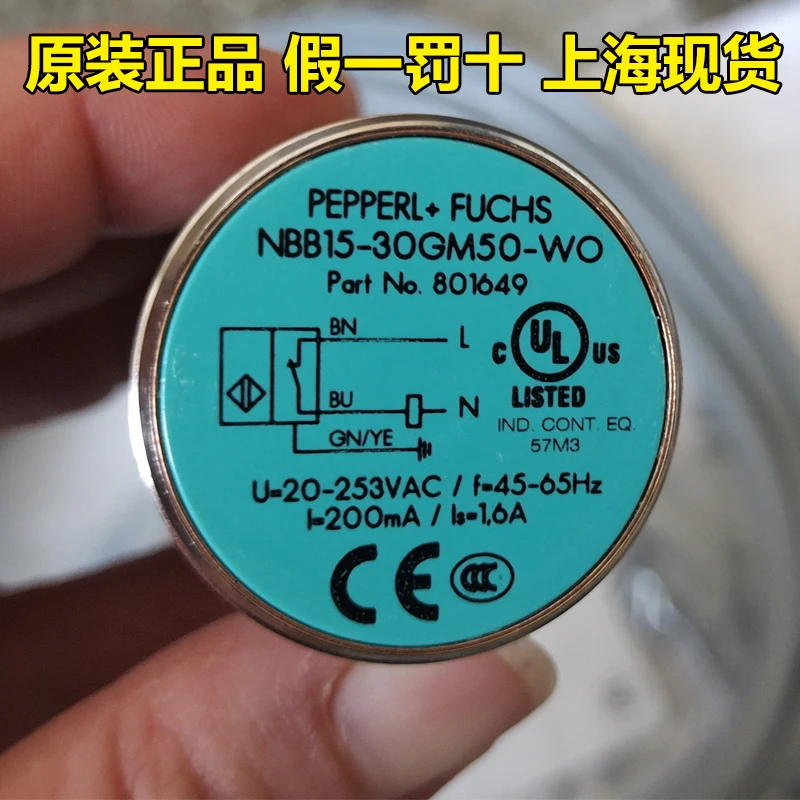 原装正品 假一罚十 上海现货
PEPPERL+ FUCHS
NBB15-30GM50-WO
Part No. 801649
BN
L
BU
N
GN/YE
C UL US
LISTED
IND. CONT. EQ.
57M3
U=20-253VAC / f=45-65Hz
I=200mA / Is=1,6A
CE CCC